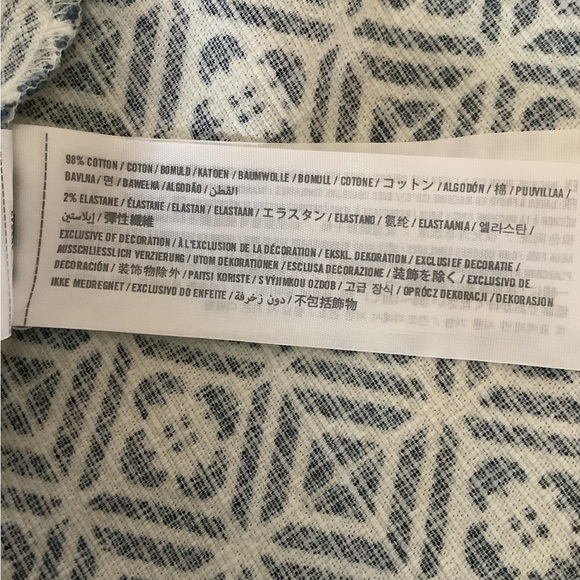 98% COTTON / COTON / BOMULD / KATOEN / BAUMWOLLE / BOMULL / COTONE / コットン / ALGODÓN / 棉 / PUUVILLAA /
BAVLNA / 면 / BAWEŁNA / ALGODÃO / القطن
2% ELASTANE / ÉLASTANE / ELASTAN / ELASTAAN / エラスタン / ELASTANO / 氨纶 / ELASTAANIA / 엘라스탄 /
إيلاستين / 彈性纖維
EXCLUSIVE OF DECORATION / À L'EXCLUSION DE LA DÉCORATION / EKSKL. DEKORATION / EXCLUSIEF DECORATIE /
AUSSCHLIESSLICH VERZIERUNG / UTOM DEKORATIONEN / ESCLUSA DECORAZIONE / 装飾を除く / EXCLUSIVO DE
DECORACIÓN / 装饰物除外 / PAITSI KORISTE / S VÝJIMKOU OZDOB / 고급 장식 / OPRÓCZ DEKORACJI / DEKORASJON
IKKE MEDREGNET / EXCLUSIVO DO ENFEITE / دون زخرفة / 不包括飾物